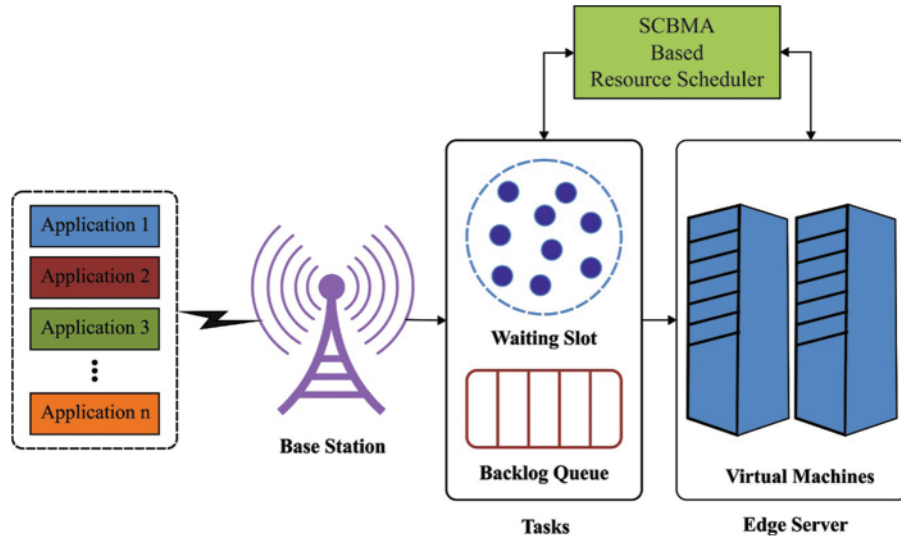 SCBMA
Based
Resource Scheduler
Application 1
Application 2
Application 3
Application n
Base Station
Waiting Slot
Backlog Queue
Tasks
Virtual Machines
Edge Server